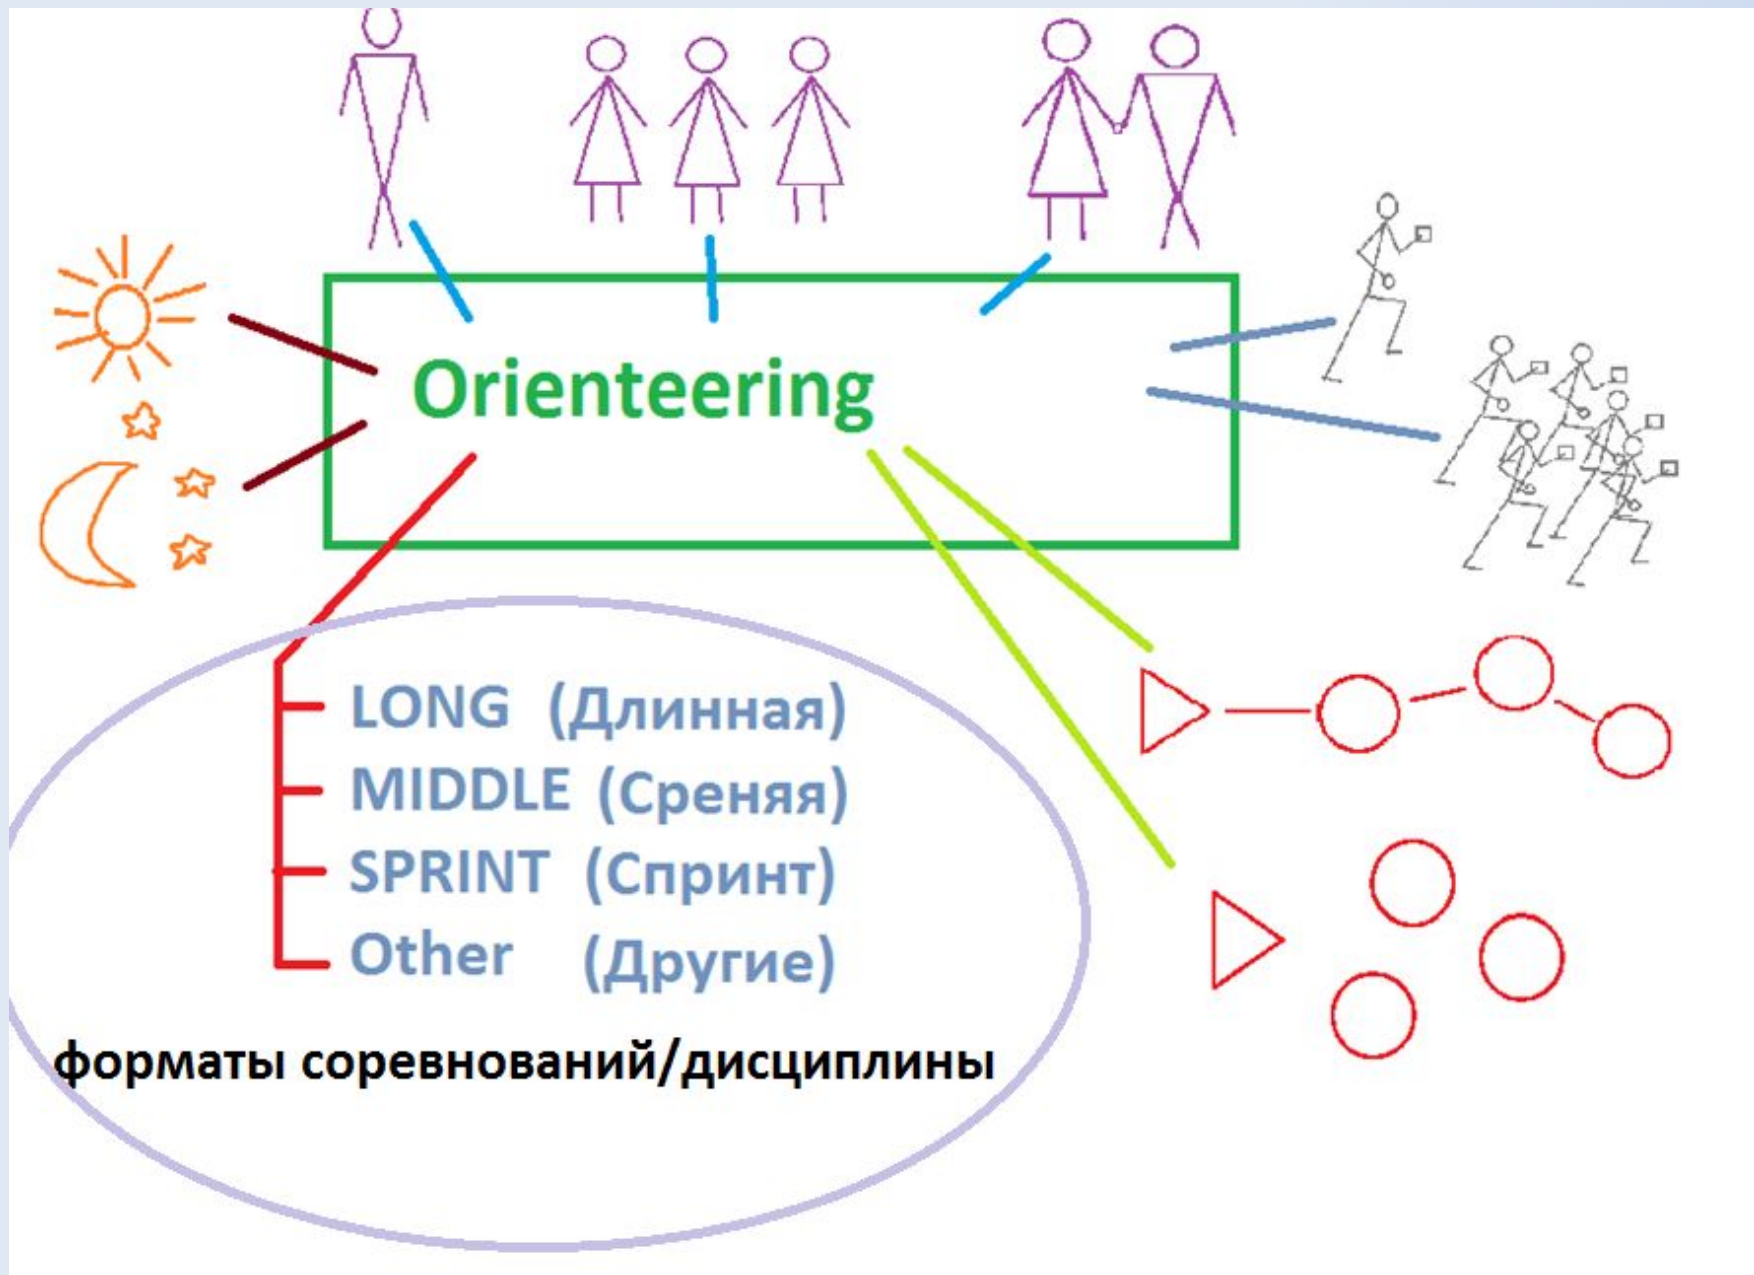 Orienteering
LONG (Длинная)
MIDDLE (Среняя)
SPRINT (Спринт)
Other (Другие)
форматы соревнований/дисциплины